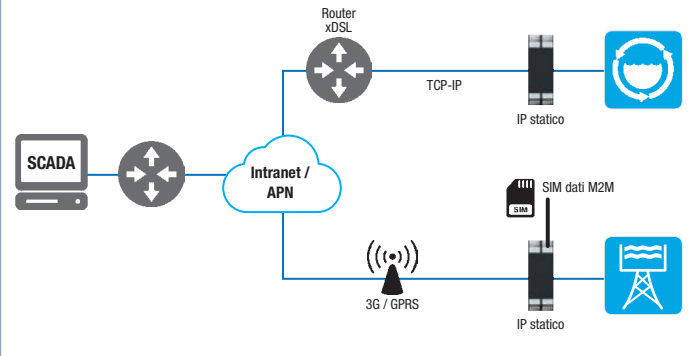 Router
xDSL
TCP-IP
IP statico
SCADA
Intranet /
APN
SIM
SIM dati M2M
3G / GPRS
IP statico